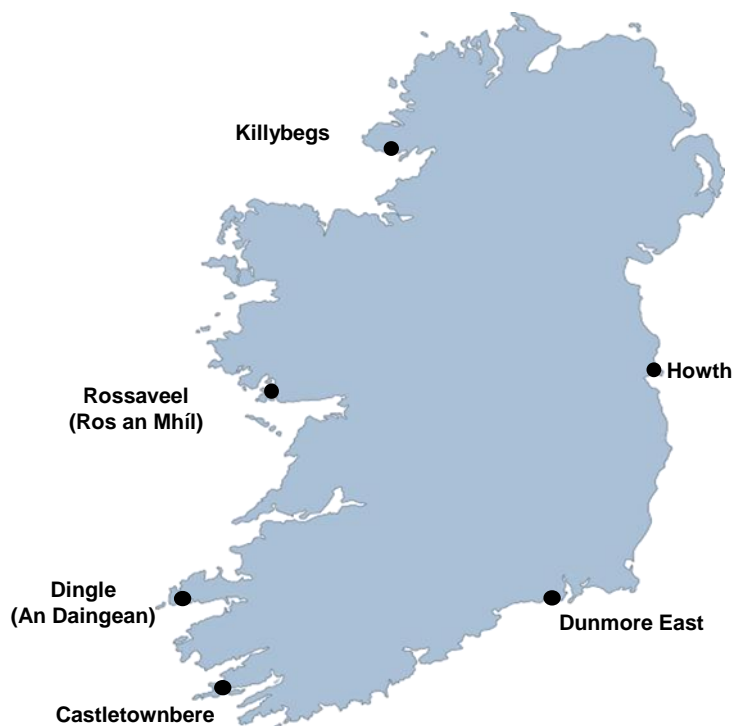 Killybegs
Howth
Rossaveel
(Ros an Mhíl)
Dingle
(An Daingean)
Dunmore East
Castletownbere